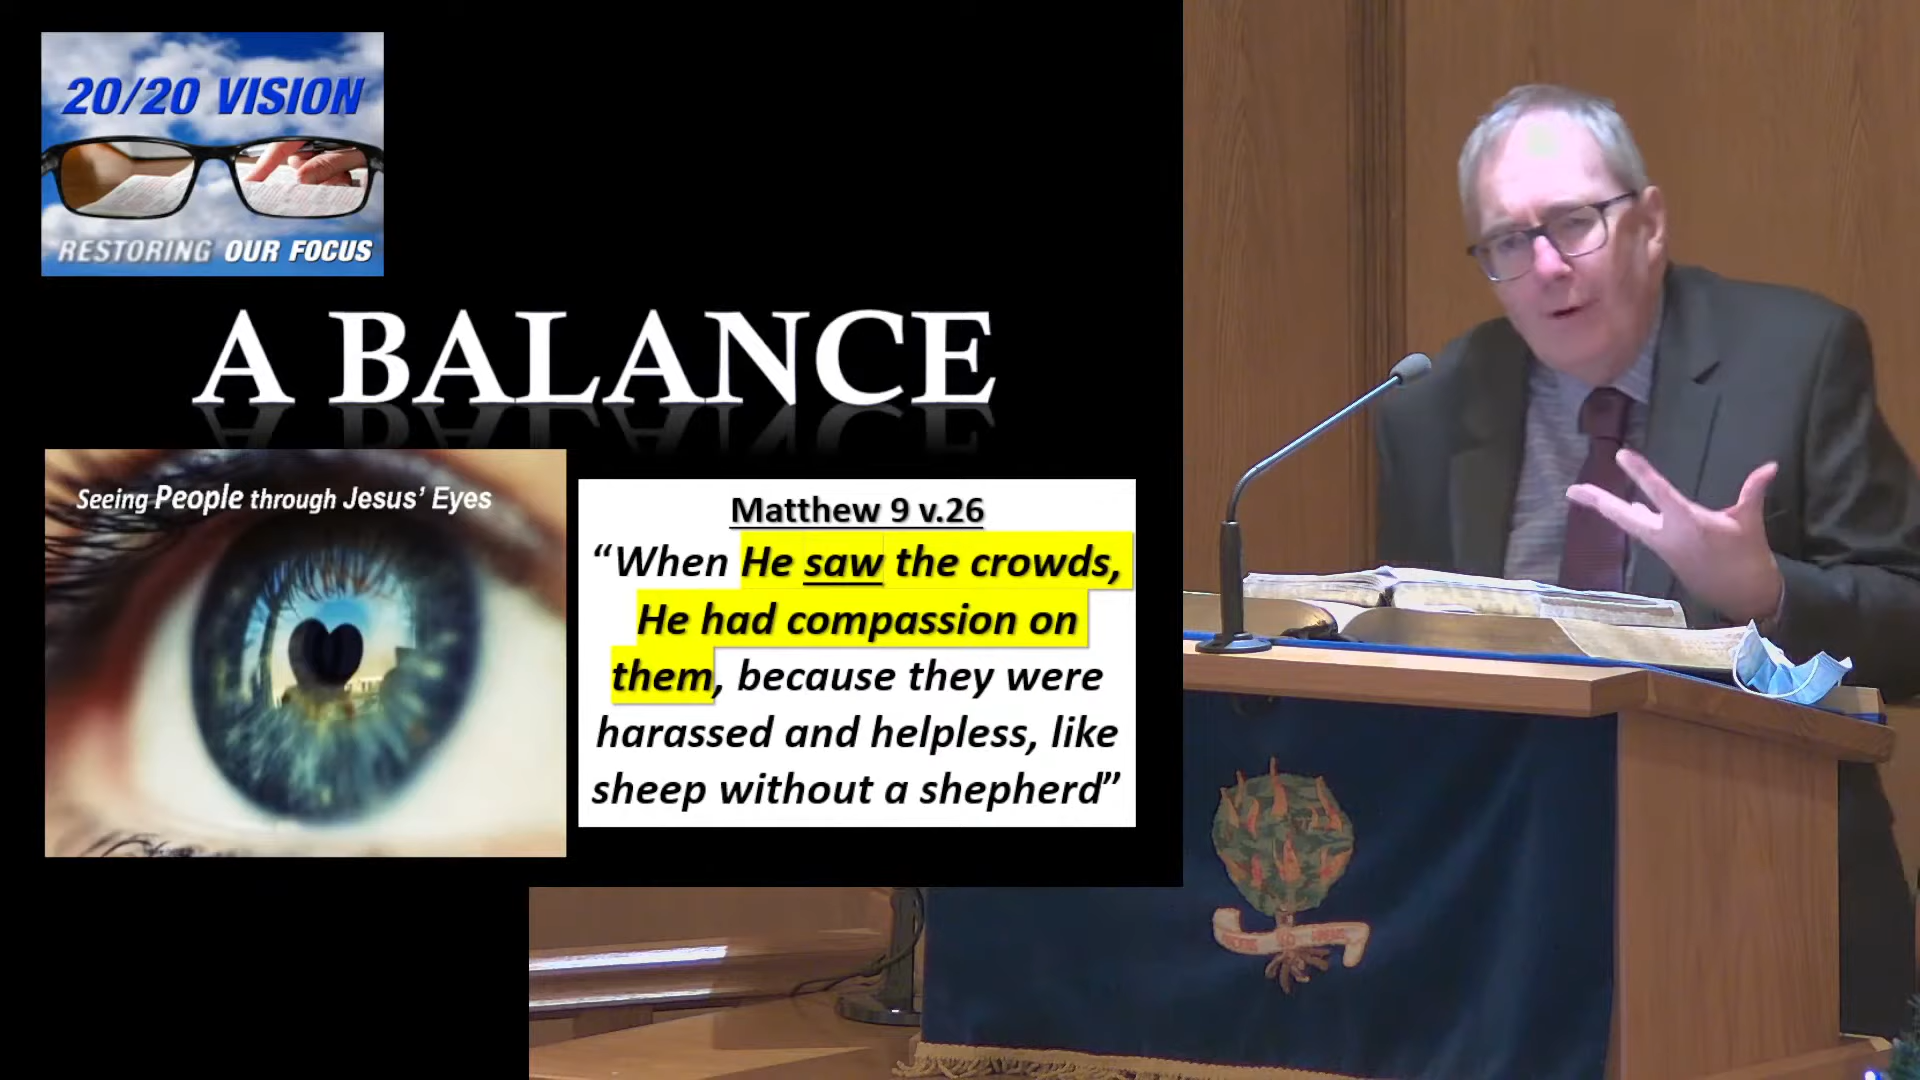 20/20 VISION
RESTORING OUR FOCUS
A BALANCE
Seeing People through Jesus’ Eyes
Matthew 9 v.26
“When He saw the crowds,
He had compassion on
them, because they were
harassed and helpless, like
sheep without a shepherd”